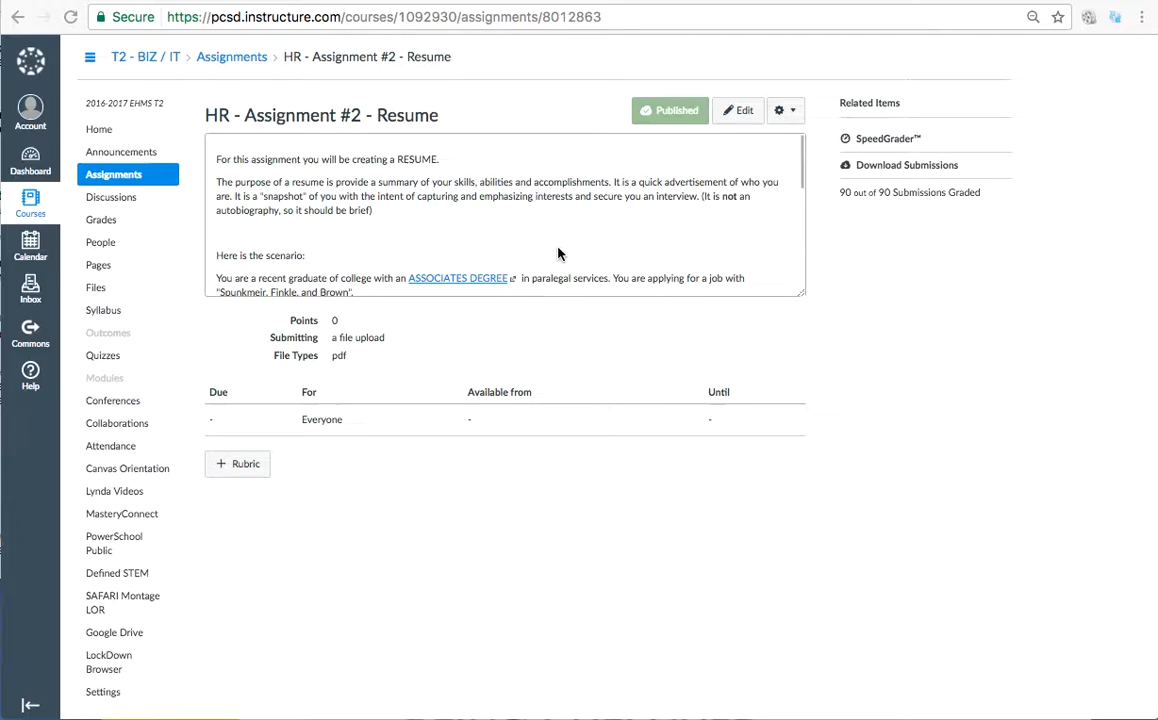 Secure https://pcsd.instructure.com/courses/1092930/assignments/8012863
T2 - BIZ / IT › Assignments › HR - Assignment #2 - Resume
Account
Dashboard
Courses
Calendar
Inbox
Commons
Help
2016-2017 EHMS T2
Home
Announcements
Assignments
Discussions
Grades
People
Pages
Files
Syllabus
Outcomes
Quizzes
Modules
Conferences
Collaborations
Attendance
Canvas Orientation
Lynda Videos
MasteryConnect
PowerSchool
Public
Defined STEM
SAFARI Montage
LOR
Google Drive
LockDown
Browser
Settings
HR - Assignment #2 - Resume
Published
Edit
For this assignment you will be creating a RESUME.
The purpose of a resume is provide a summary of your skills, abilities and accomplishments. It is a quick advertisement of who you
are. It is a "snapshot" of you with the intent of capturing and emphasizing interests and secure you an interview. (It is not an
autobiography, so it should be brief)
Here is the scenario:
You are a recent graduate of college with an ASSOCIATES DEGREE in paralegal services. You are applying for a job with
"Spunkmeir, Finkle, and Brown".
Points 0
Submitting a file upload
File Types pdf
Due For Available from Until
- Everyone - -
+ Rubric
Related Items
SpeedGrader™
Download Submissions
90 out of 90 Submissions Graded